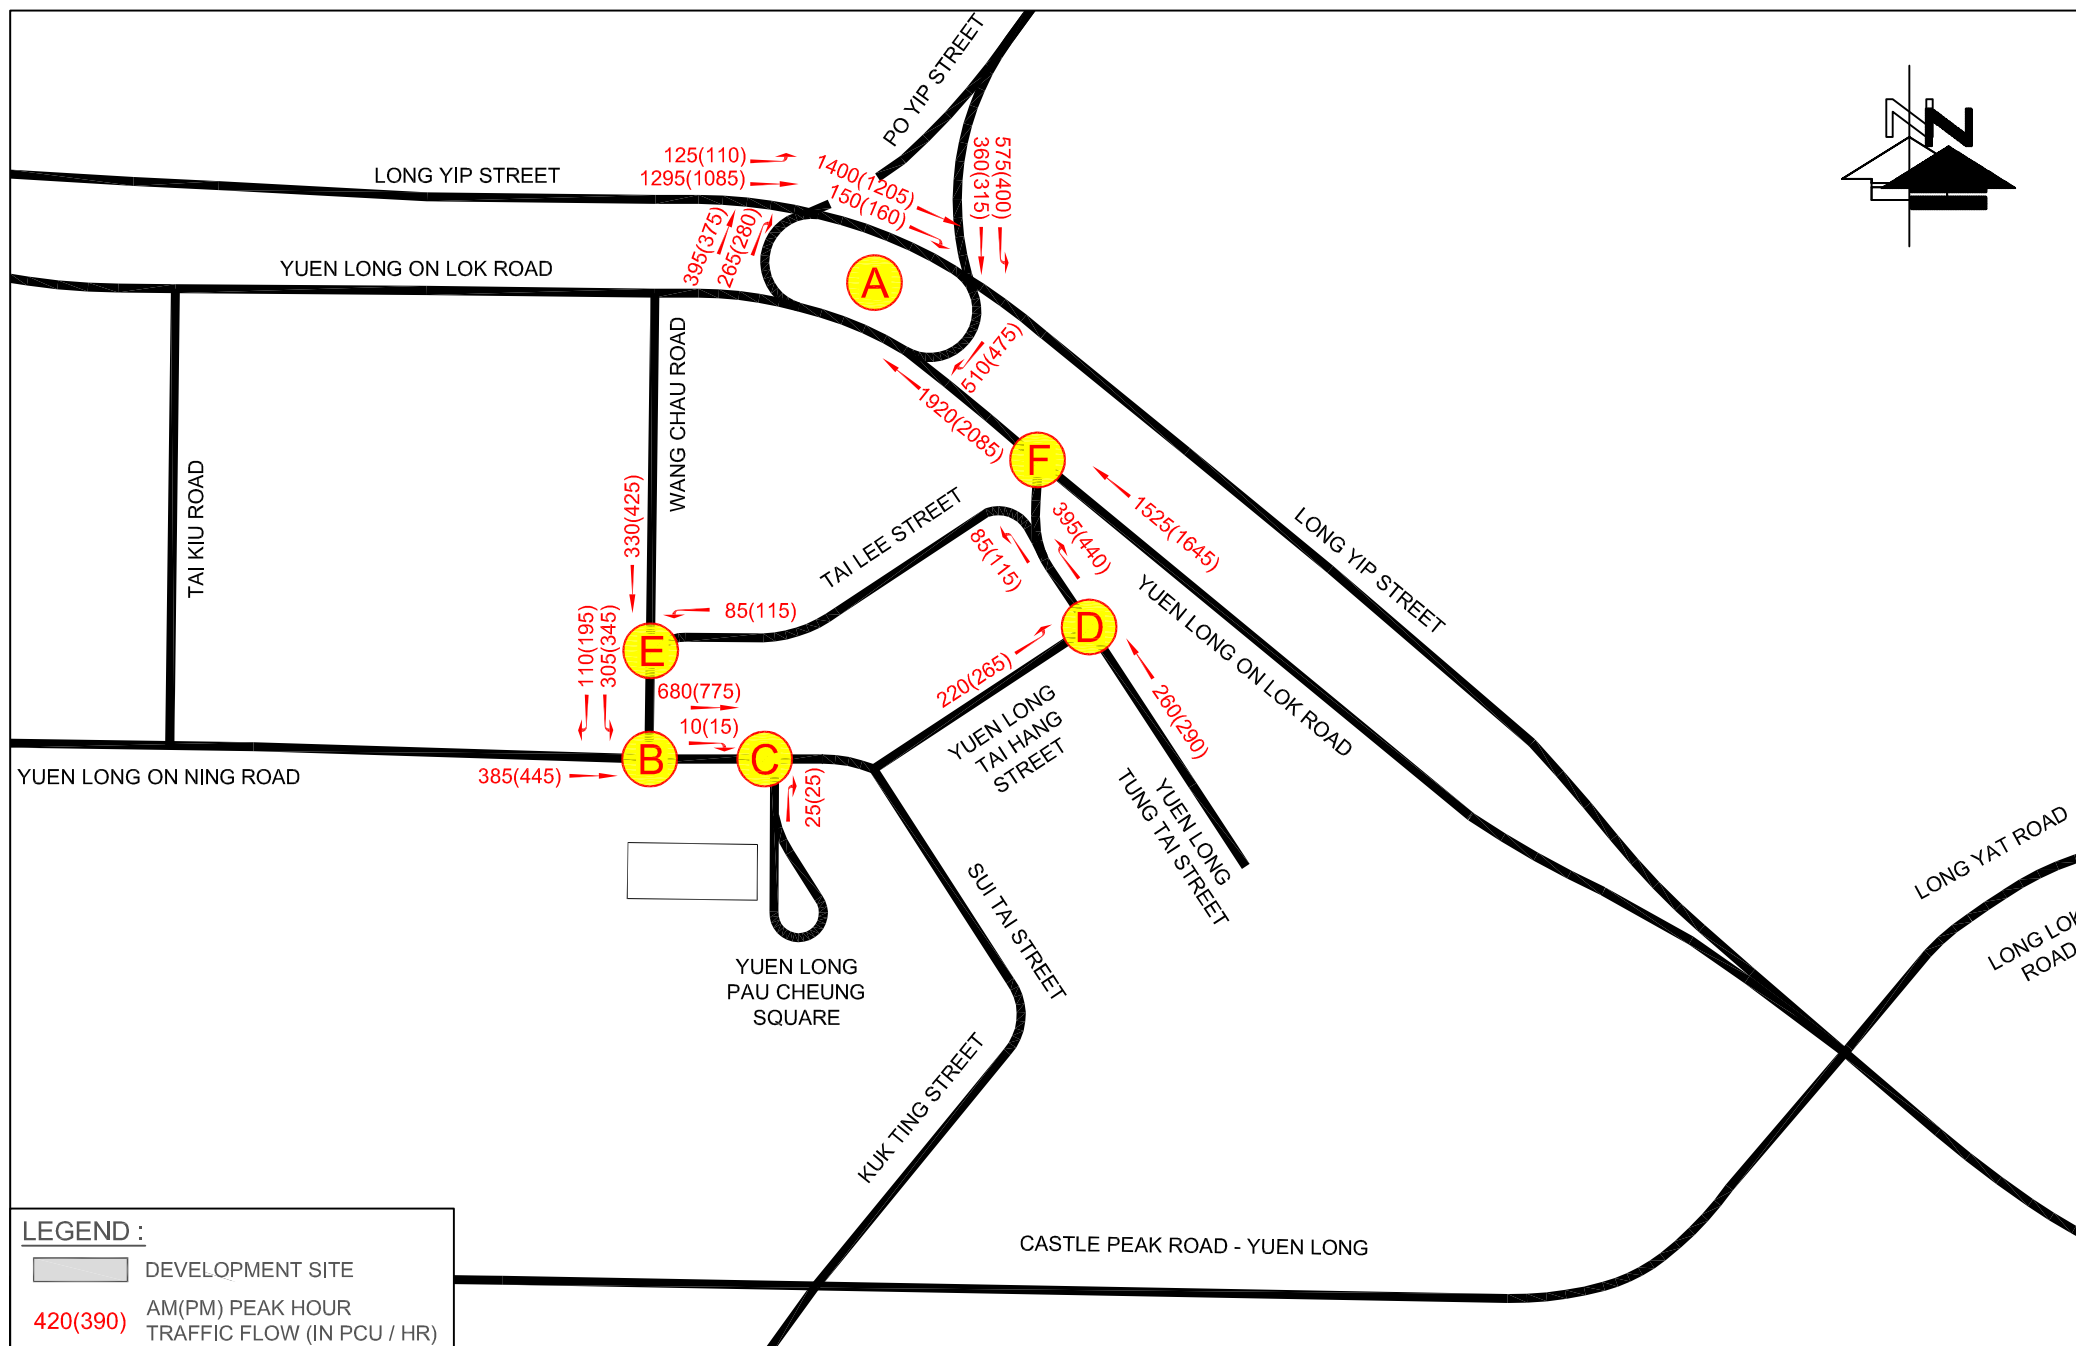 PO YIP STREET
LONG YIP STREET
125(110)
1295(1085)
1400(1205)
150(160)
575(400)
360(315)
N
395(375)
265(280)
YUEN LONG ON LOK ROAD
A
510(475)
1920(2085)
WANG CHAU ROAD
TAI KIU ROAD
F
1525(1645)
395(440)
85(115)
TAI LEE STREET
330(425)
LONG YIP STREET
YUEN LONG ON LOK ROAD
85(115)
110(195)
305(345)
E
D
220(265)
260(290)
680(775)
10(15)
YUEN LONG
TAI HANG
STREET
YUEN LONG
TUNG TAI STREET
B
C
YUEN LONG ON NING ROAD
385(445)
25(25)
SUI TAI STREET
LONG YAT ROAD
LONG LOK
ROAD
YUEN LONG
PAU CHEUNG
SQUARE
KUK TING STREET
CASTLE PEAK ROAD - YUEN LONG
LEGEND :
DEVELOPMENT SITE
420(390)
AM(PM) PEAK HOUR
TRAFFIC FLOW (IN PCU / HR)